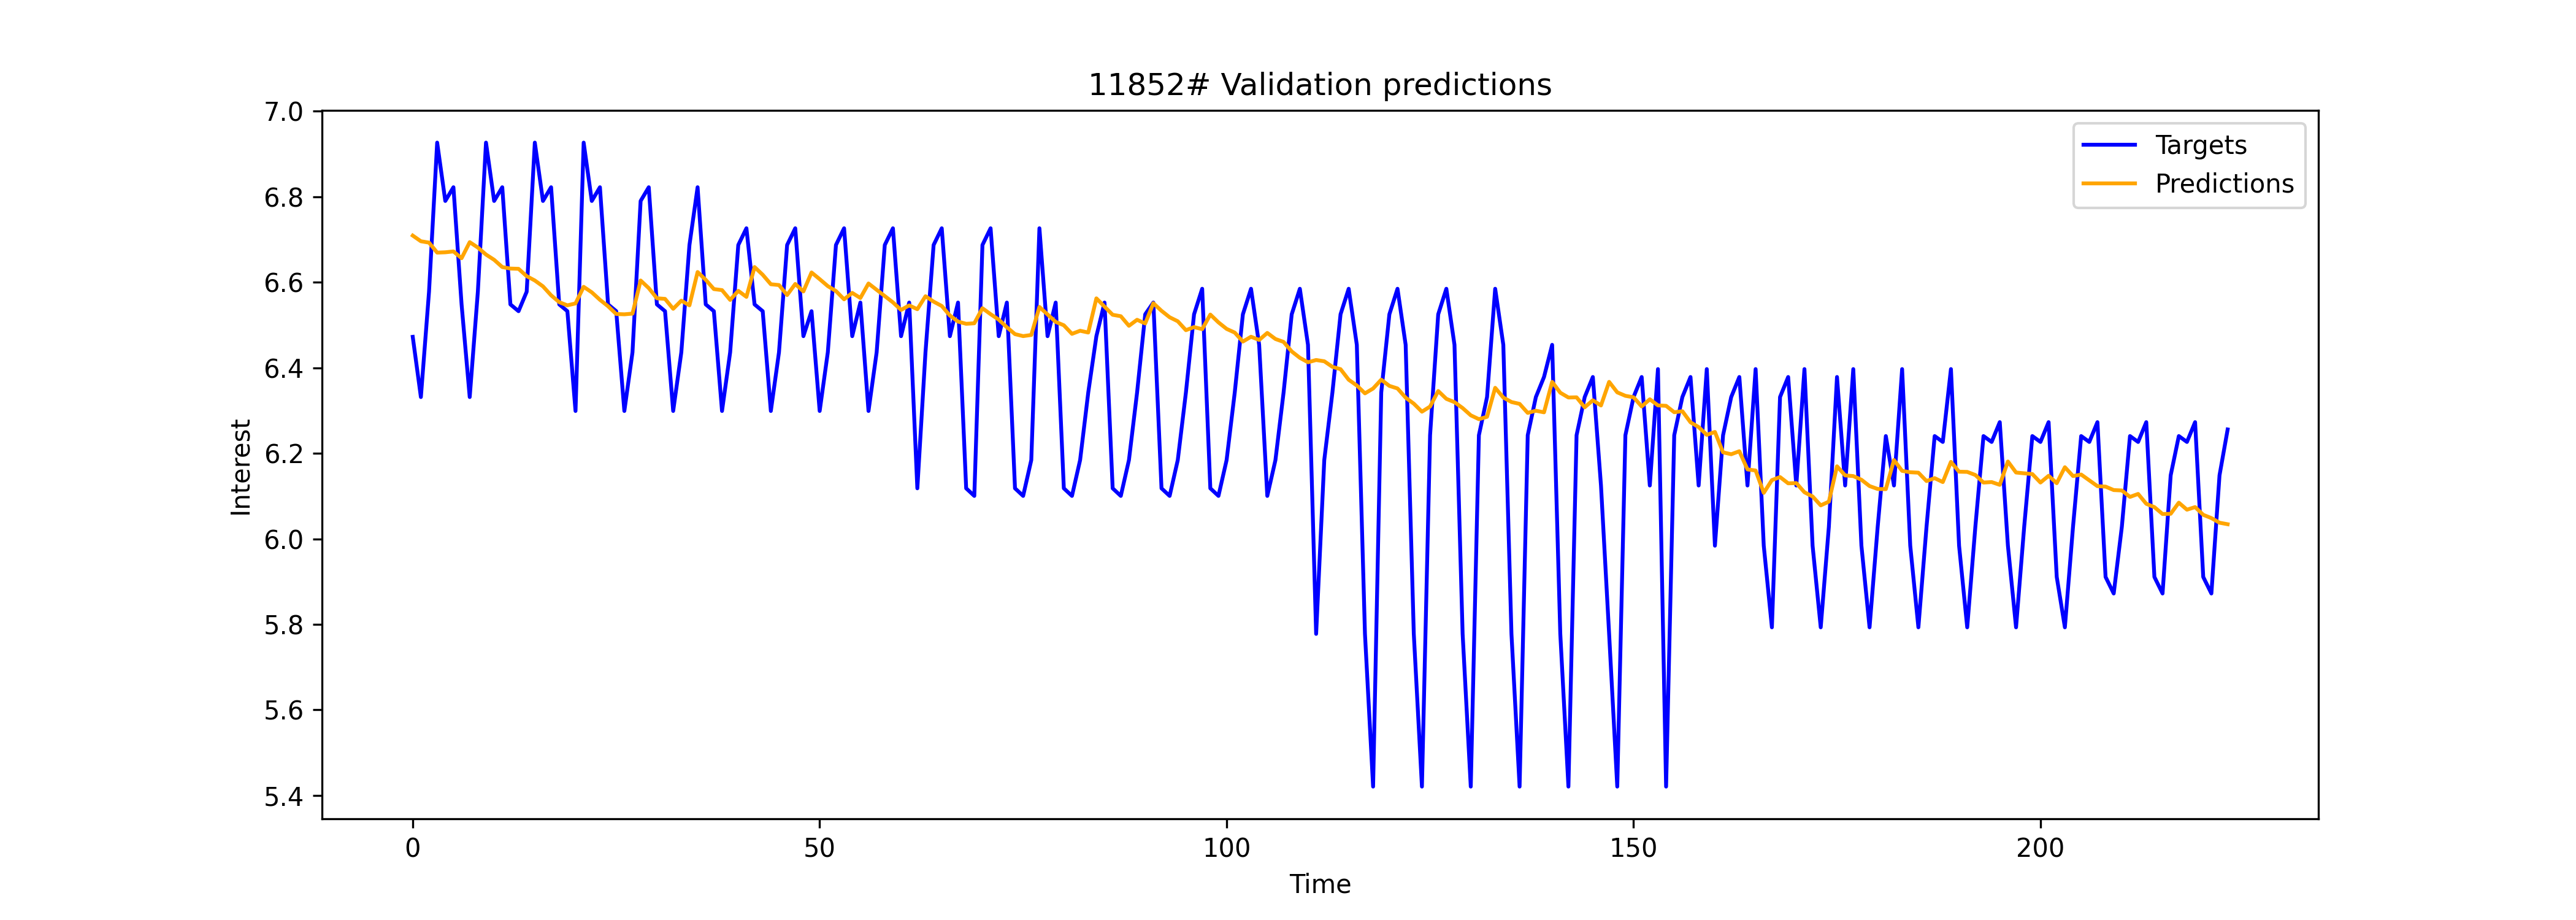 11852# Validation predictions
7.0
6.8
6.6
6.4
6.2
6.0
5.8
5.6
5.4
Interest
Targets
Predictions
0 50 100 150 200
Time